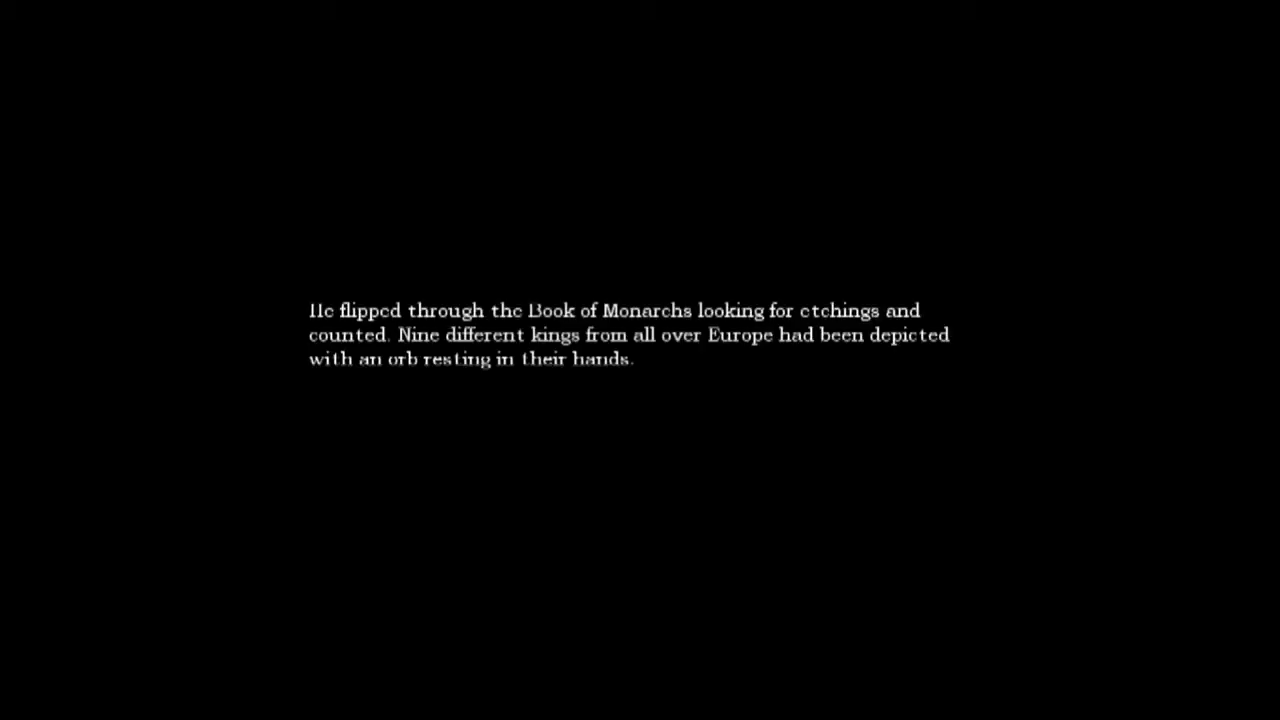 He flipped through the Book of Monarchs looking for etchings and
counted. Nine different kings from all over Europe had been depicted
with an orb resting in their hands.